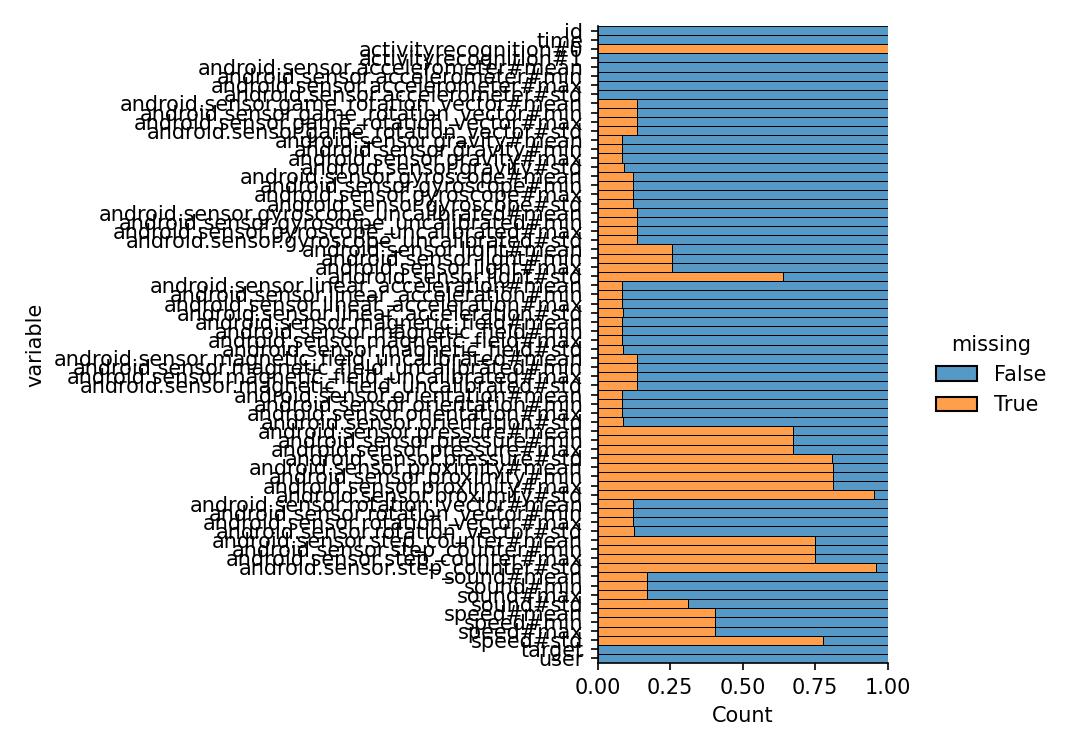 id
time
activityrecognition#0
activityrecognition#1
android.sensor.accelerometer#mean
android.sensor.accelerometer#min
android.sensor.accelerometer#max
android.sensor.accelerometer#std
android.sensor.game_rotation_vector#mean
android.sensor.game_rotation_vector#min
android.sensor.game_rotation_vector#max
android.sensor.game_rotation_vector#std
android.sensor.gravity#mean
android.sensor.gravity#min
android.sensor.gravity#max
android.sensor.gravity#std
android.sensor.gyroscope#mean
android.sensor.gyroscope#min
android.sensor.gyroscope#max
android.sensor.gyroscope#std
android.sensor.gyroscope_uncalibrated#mean
android.sensor.gyroscope_uncalibrated#min
android.sensor.gyroscope_uncalibrated#max
android.sensor.gyroscope_uncalibrated#std
android.sensor.light#mean
android.sensor.light#min
android.sensor.light#max
android.sensor.light#std
android.sensor.linear_acceleration#mean
android.sensor.linear_acceleration#min
android.sensor.linear_acceleration#max
android.sensor.linear_acceleration#std
android.sensor.magnetic_field#mean
android.sensor.magnetic_field#min
android.sensor.magnetic_field#max
android.sensor.magnetic_field#std
android.sensor.magnetic_field_uncalibrated#mean
android.sensor.magnetic_field_uncalibrated#min
android.sensor.magnetic_field_uncalibrated#max
android.sensor.magnetic_field_uncalibrated#std
android.sensor.orientation#mean
android.sensor.orientation#min
android.sensor.orientation#max
android.sensor.orientation#std
android.sensor.pressure#mean
android.sensor.pressure#min
android.sensor.pressure#max
android.sensor.pressure#std
android.sensor.proximity#mean
android.sensor.proximity#min
android.sensor.proximity#max
android.sensor.proximity#std
android.sensor.rotation_vector#mean
android.sensor.rotation_vector#min
android.sensor.rotation_vector#max
android.sensor.rotation_vector#std
android.sensor.step_counter#mean
android.sensor.step_counter#min
android.sensor.step_counter#max
android.sensor.step_counter#std
sound#mean
sound#min
sound#max
sound#std
speed#mean
speed#min
speed#max
speed#std
target
user
variable
0.00 0.25 0.50 0.75 1.00
Count
missing
False
True